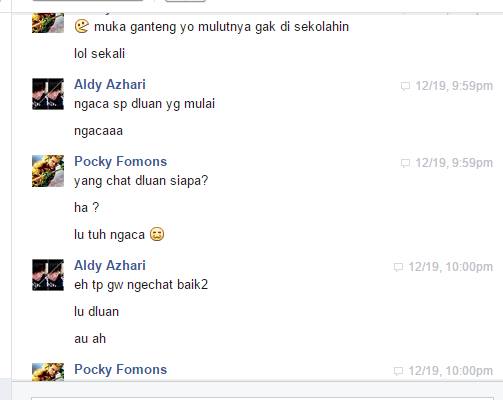 muka ganteng yo mulutnya gak di sekolahin
lol sekali
Aldy Azhari 12/19, 9:59pm
ngaca sp dluan yg mulai
ngacaaa
Pocky Fomons 12/19, 9:59pm
yang chat dluan siapa?
ha ?
lu tuh ngaca
Aldy Azhari 12/19, 10:00pm
eh tp gw ngechat baik2
lu dluan
au ah
Pocky Fomons 12/19, 10:00pm